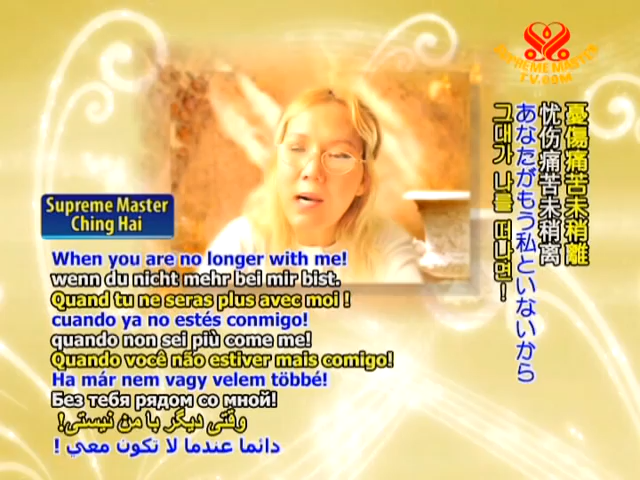 SUPREME MASTER
TV.COM
Supreme Master
Ching Hai
When you are no longer with me!
wenn du nicht mehr bei mir bist.
Quand tu ne seras plus avec moi !
cuando ya no estés conmigo!
quando non sei più come me!
Quando você não estiver mais comigo!
Ha már nem vagy velem többé!
Без тебя рядом со мной!
وقتی دیگر با من نیستی!
دائما عندما لا تكون معي !
憂傷痛苦未稍離
忧伤痛苦未稍离
あなたがもう私といないから
그대가 나를 떠나면!